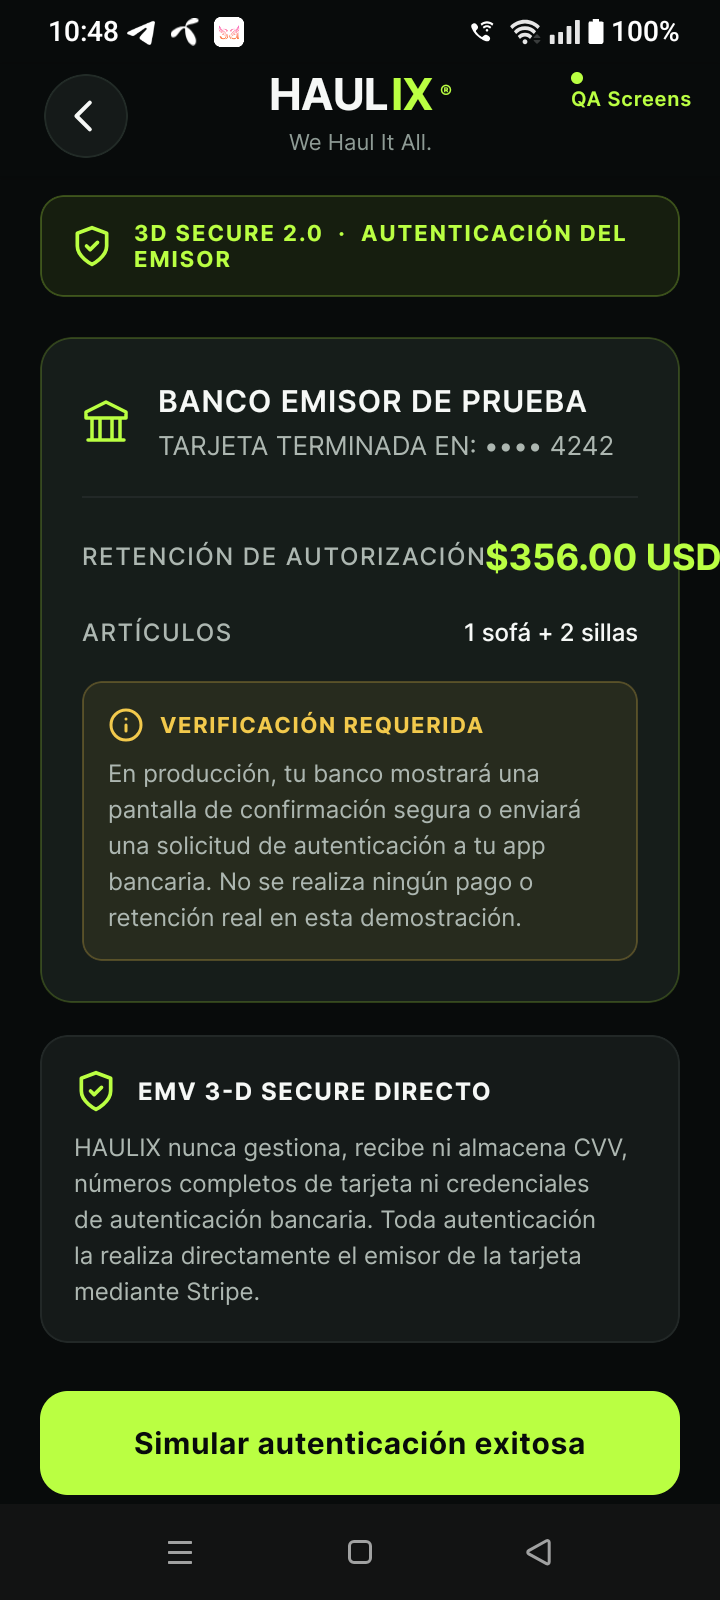 10:48
100%
HAULIX ®
QA Screens
We Haul It All.
3D SECURE 2.0 · AUTENTICACIÓN DEL
EMISOR
BANCO EMISOR DE PRUEBA
TARJETA TERMINADA EN: •••• 4242
RETENCIÓN DE AUTORIZACIÓN $356.00 USD
ARTÍCULOS 1 sofá + 2 sillas
VERIFICACIÓN REQUERIDA
En producción, tu banco mostrará una
pantalla de confirmación segura o enviará
una solicitud de autenticación a tu app
bancaria. No se realiza ningún pago o
retención real en esta demostración.
EMV 3-D SECURE DIRECTO
HAULIX nunca gestiona, recibe ni almacena CVV,
números completos de tarjeta ni credenciales
de autenticación bancaria. Toda autenticación
la realiza directamente el emisor de la tarjeta
mediante Stripe.
Simular autenticación exitosa